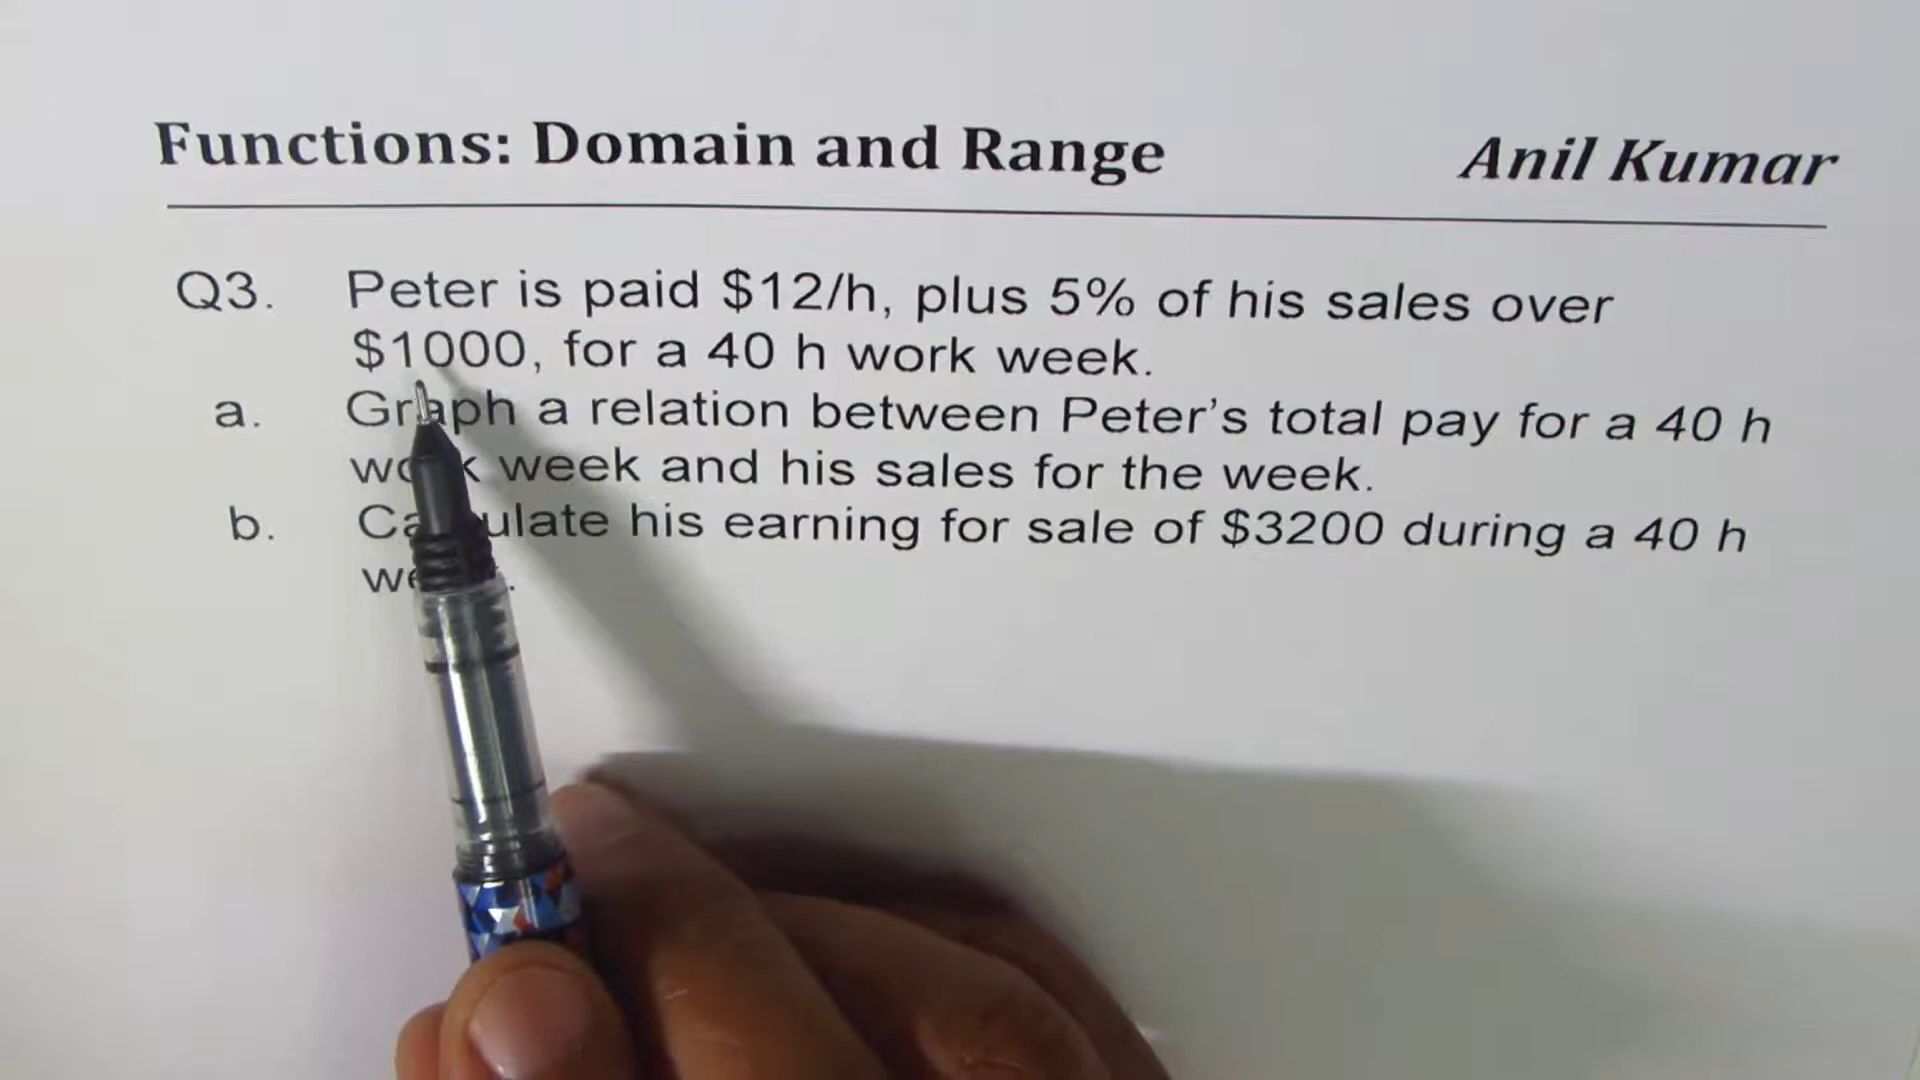 Functions: Domain and Range Anil Kumar
Q3. Peter is paid $12/h, plus 5% of his sales over
$1000, for a 40 h work week.
a. Graph a relation between Peter's total pay for a 40 h
week and his sales for the week.
b. his earning for sale of $3200 during a 40 h